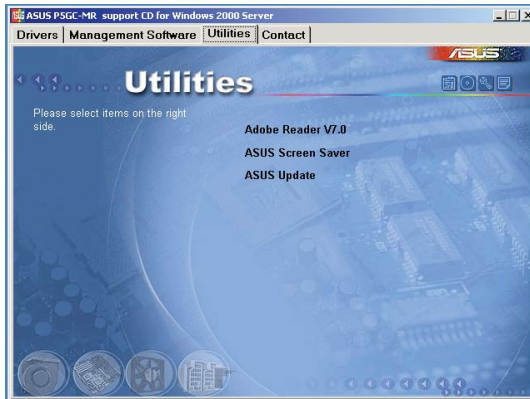 ASUS P5GC-MR support CD for Windows 2000 Server
Drivers Management Software Utilities Contact
ASUS
Utilities
Please select items on the right
side.
Adobe Reader V7.0
ASUS Screen Saver
ASUS Update